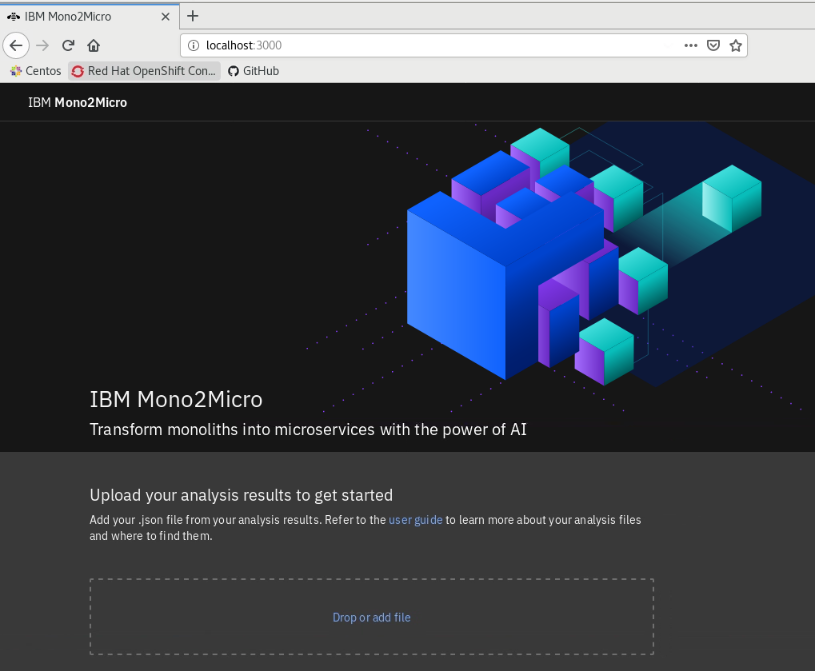 IBM Mono2Micro
localhost:3000
Centos
Red Hat OpenShift Con...
GitHub
IBM Mono2Micro
IBM Mono2Micro
Transform monoliths into microservices with the power of AI
Upload your analysis results to get started
Add your .json file from your analysis results. Refer to the user guide to learn more about your analysis files
and where to find them.
Drop or add file